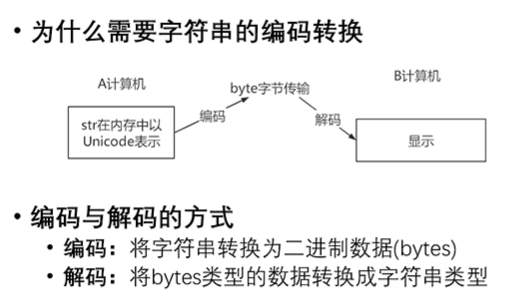 • 为什么需要字符串的编码转换
A计算机
byte字节传输
B计算机
str在内存中以
Unicode表示
编码
解码
显示
• 编码与解码的方式
• 编码：将字符串转换为二进制数据(bytes)
• 解码：将bytes类型的数据转换成字符串类型